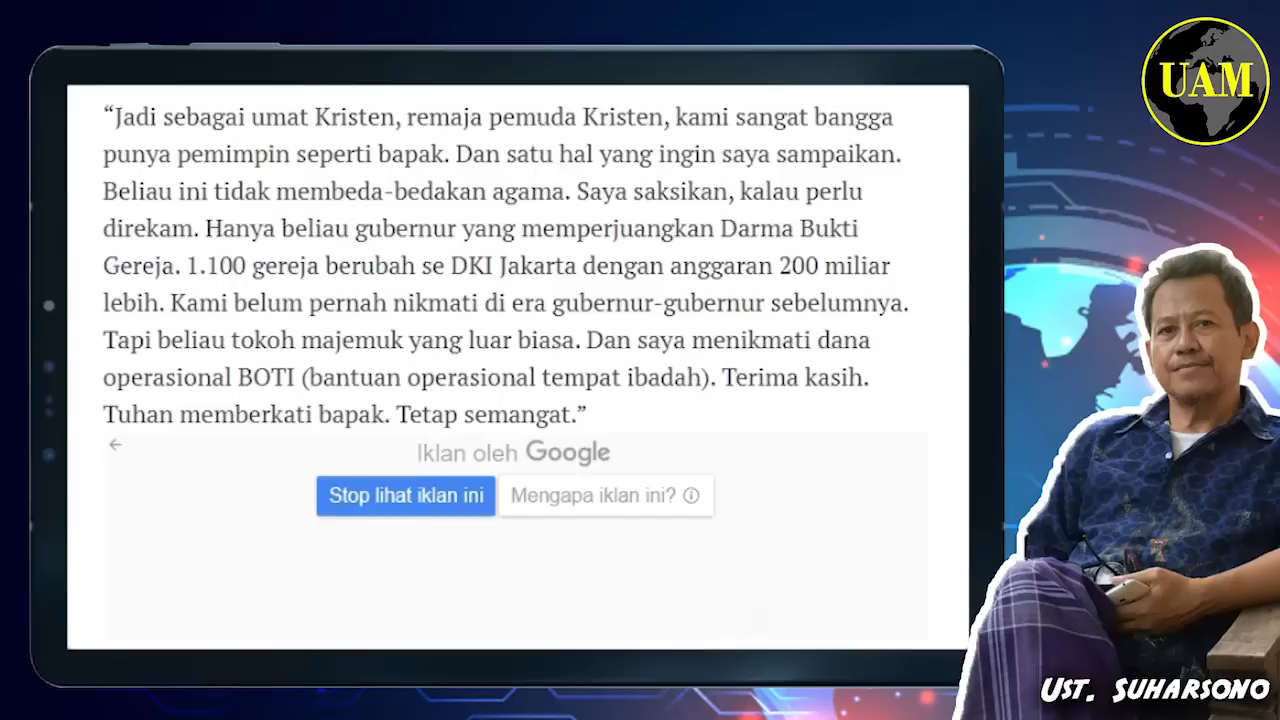 “Jadi sebagai umat Kristen, remaja pemuda Kristen, kami sangat bangga
punya pemimpin seperti bapak. Dan satu hal yang ingin saya sampaikan.
Beliau ini tidak membeda-bedakan agama. Saya saksikan, kalau perlu
direkam. Hanya beliau gubernur yang memperjuangkan Darma Bukti
Gereja. 1.100 gereja berubah se DKI Jakarta dengan anggaran 200 miliar
lebih. Kami belum pernah nikmati di era gubernur-gubernur sebelumnya.
Tapi beliau tokoh majemuk yang luar biasa. Dan saya menikmati dana
operasional BOTI (bantuan operasional tempat ibadah). Terima kasih.
Tuhan memberkati bapak. Tetap semangat.”
Iklan oleh Google
Stop lihat iklan ini
Mengapa iklan ini?
UAM
UST. SUHARSONO